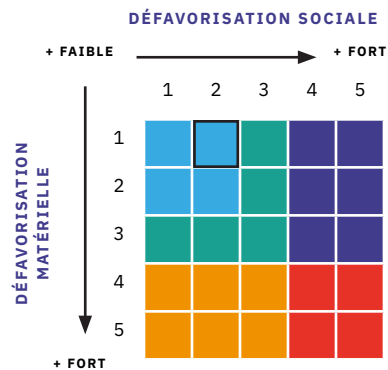 DÉFAVORISATION SOCIALE
+ FAIBLE
+ FORT
1 2 3 4 5
DÉFAVORISATION
MATÉRIELLE
1
2
3
4
5
+ FORT